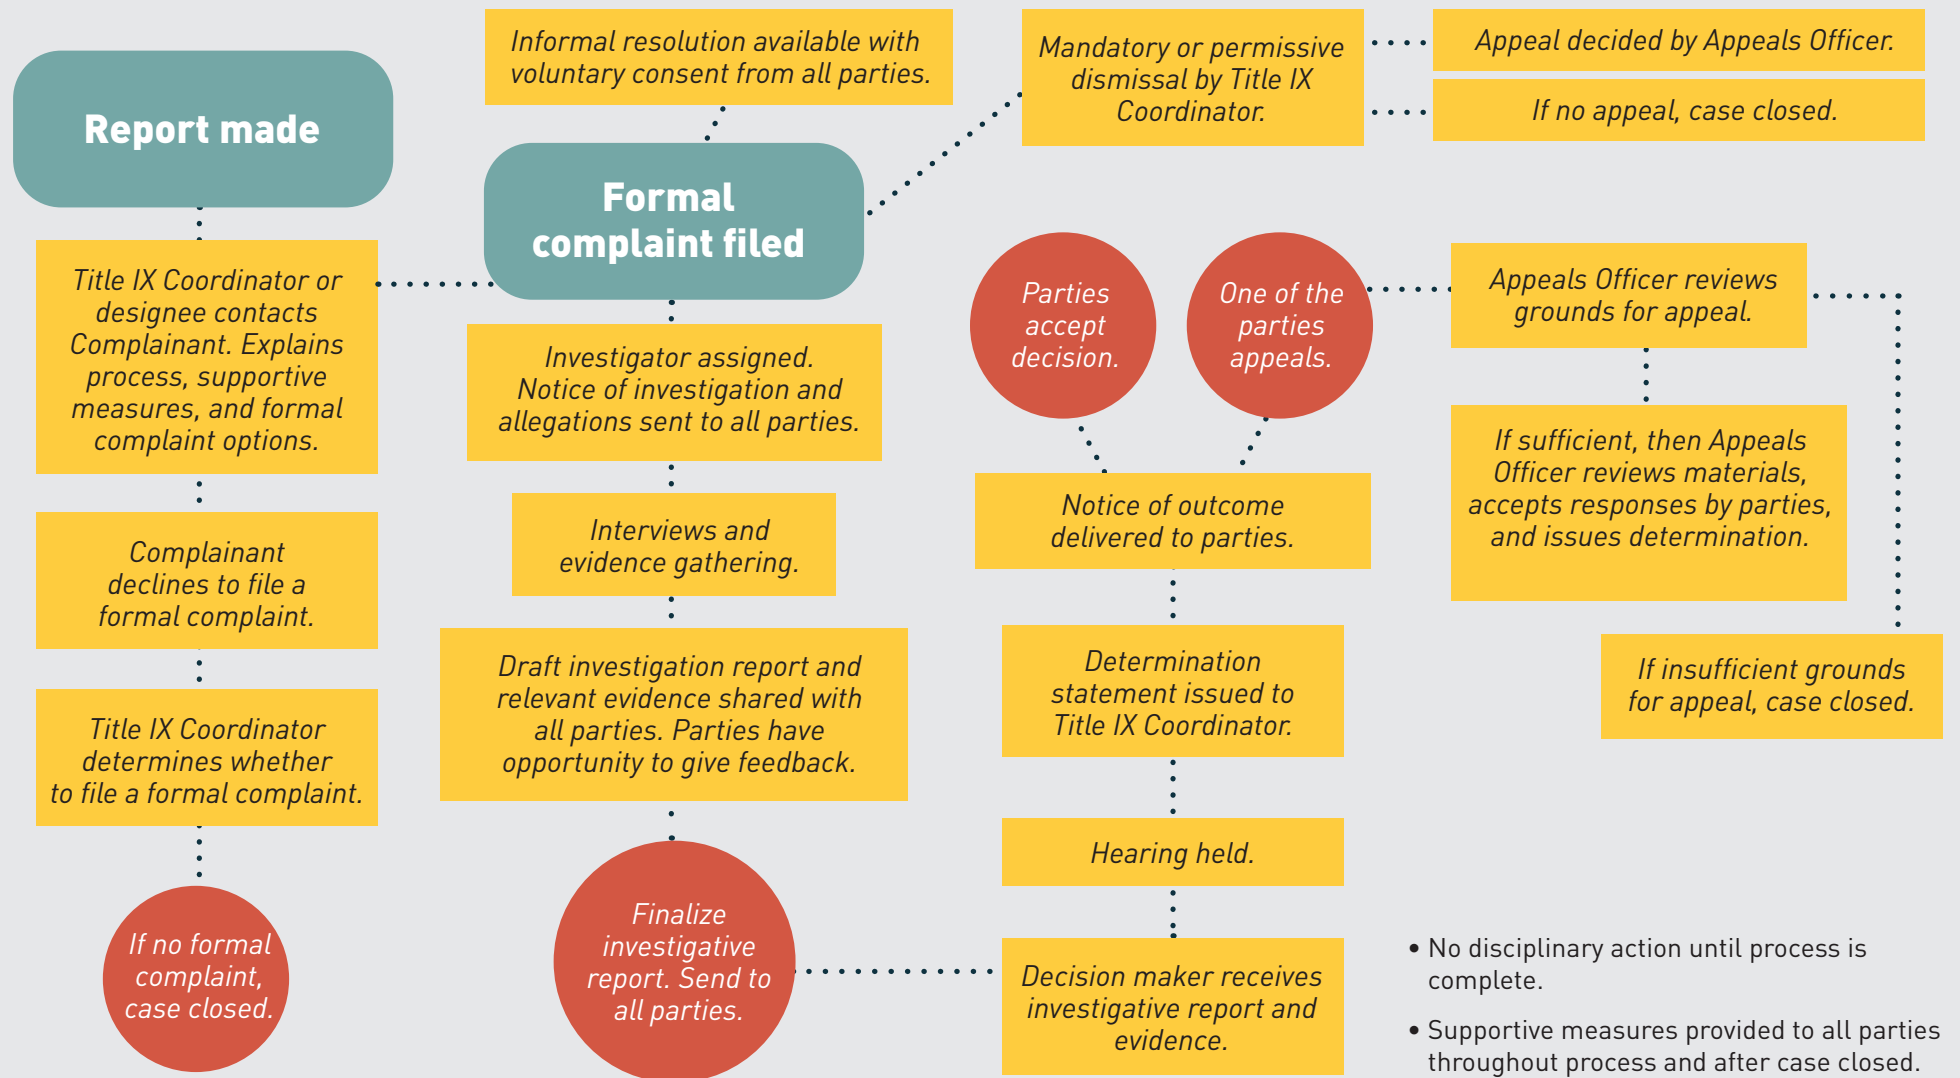 Report made
Title IX Coordinator or
designee contacts
Complainant. Explains
process, supportive
measures, and formal
complaint options.
Complainant
declines to file a
formal complaint.
Title IX Coordinator
determines whether
to file a formal complaint.
If no formal
complaint,
case closed.
Informal resolution available with
voluntary consent from all parties.
Formal
complaint filed
Investigator assigned.
Notice of investigation and
allegations sent to all parties.
Interviews and
evidence gathering.
Draft investigation report and
relevant evidence shared with
all parties. Parties have
opportunity to give feedback.
Finalize
investigative
report. Send to
all parties.
Mandatory or permissive
dismissal by Title IX
Coordinator.
Appeal decided by Appeals Officer.
If no appeal, case closed.
Parties
accept
decision.
One of the
parties
appeals.
Notice of outcome
delivered to parties.
Determination
statement issued to
Title IX Coordinator.
Hearing held.
Decision maker receives
investigative report and
evidence.
Appeals Officer reviews
grounds for appeal.
If sufficient, then Appeals
Officer reviews materials,
accepts responses by parties,
and issues determination.
If insufficient grounds
for appeal, case closed.
• No disciplinary action until process is
complete.
• Supportive measures provided to all parties
throughout process and after case closed.